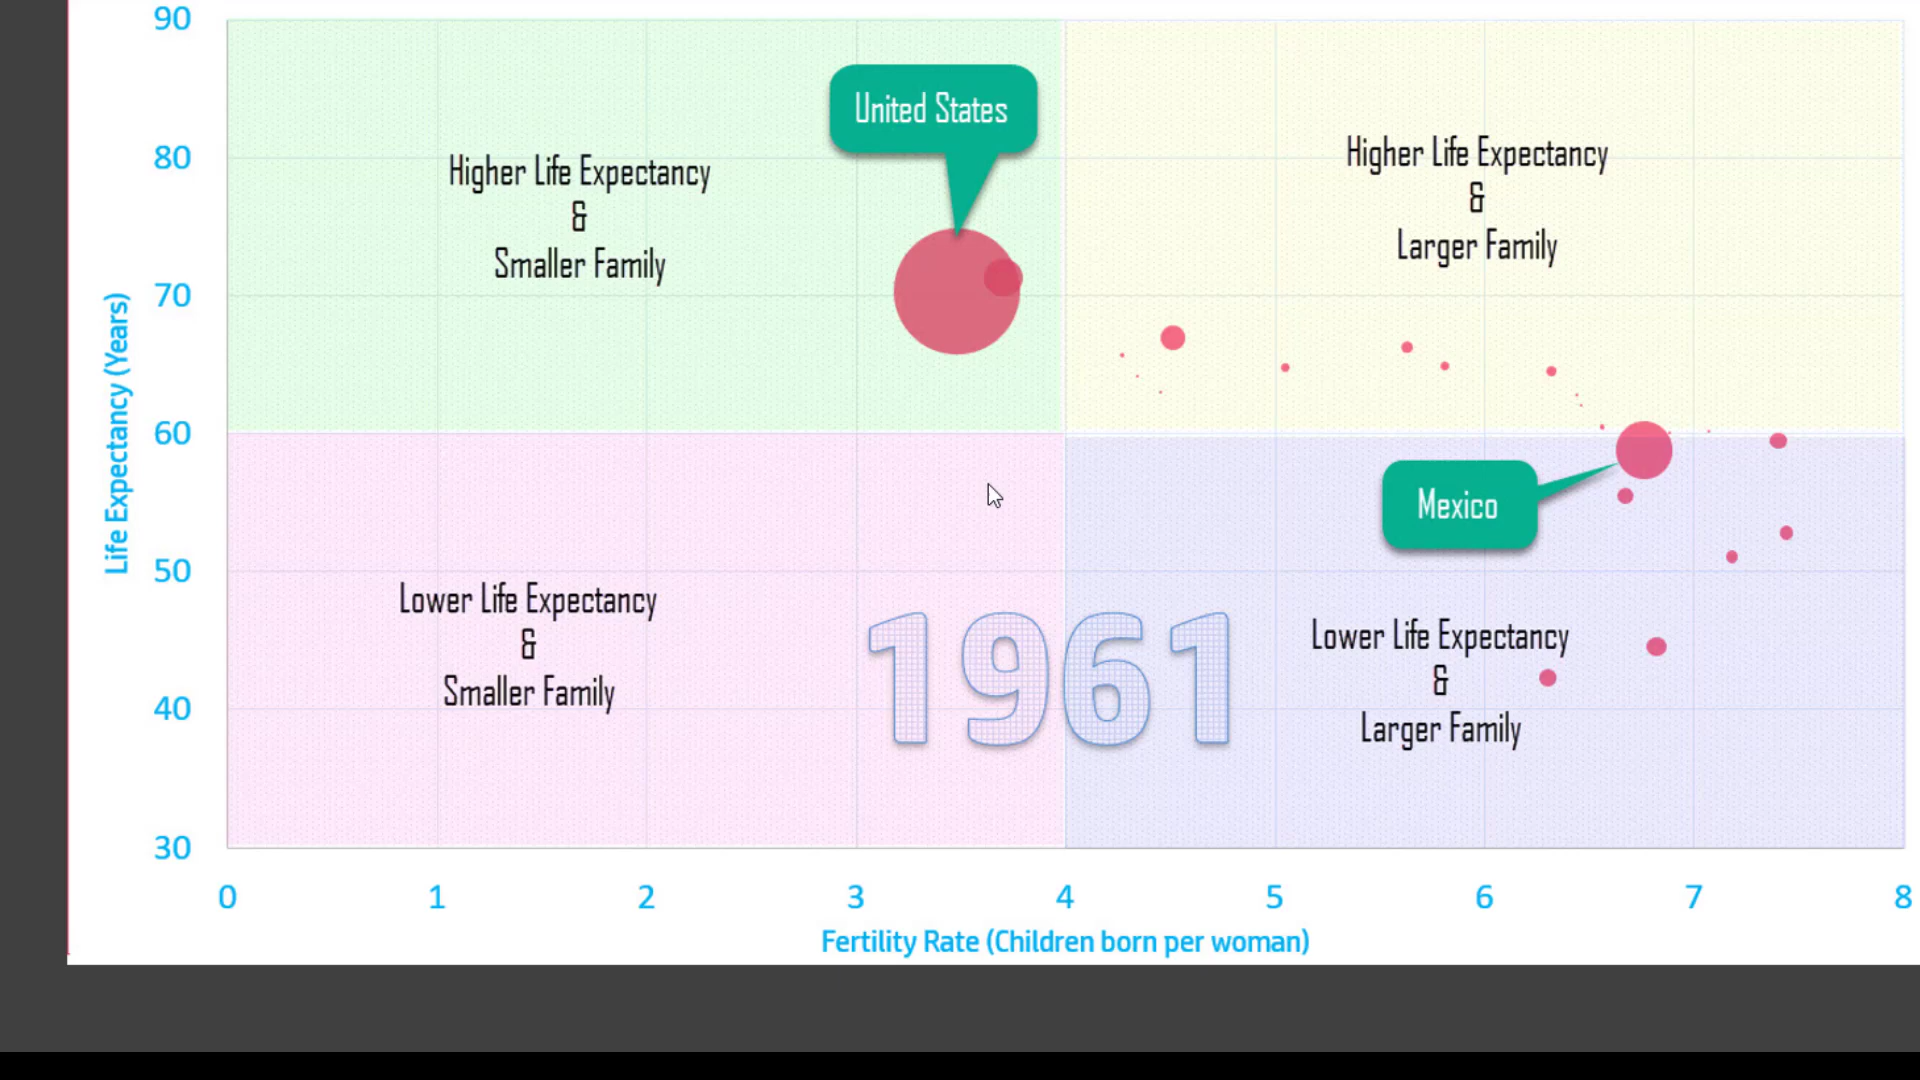 90
80
70
60
50
40
30
Life Expectancy (Years)
United States
Higher Life Expectancy
&
Smaller Family
Higher Life Expectancy
&
Larger Family
Mexico
Lower Life Expectancy
&
Smaller Family
1961
Lower Life Expectancy
&
Larger Family
0 1 2 3 4 5 6 7 8
Fertility Rate (Children born per woman)